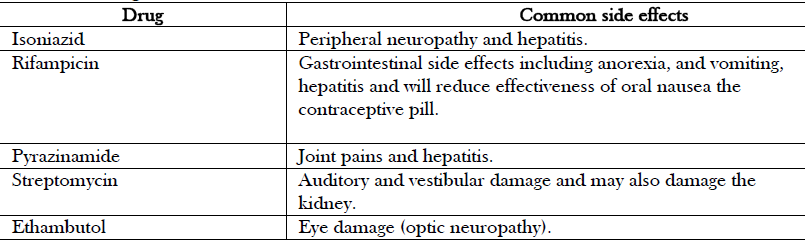 Drug Common side effects
Isoniazid Peripheral neuropathy and hepatitis.
Rifampicin Gastrointestinal side effects including anorexia, and vomiting,
hepatitis and will reduce effectiveness of oral nausea the
contraceptive pill.
Pyrazinamide Joint pains and hepatitis.
Streptomycin Auditory and vestibular damage and may also damage the
kidney.
Ethambutol Eye damage (optic neuropathy).